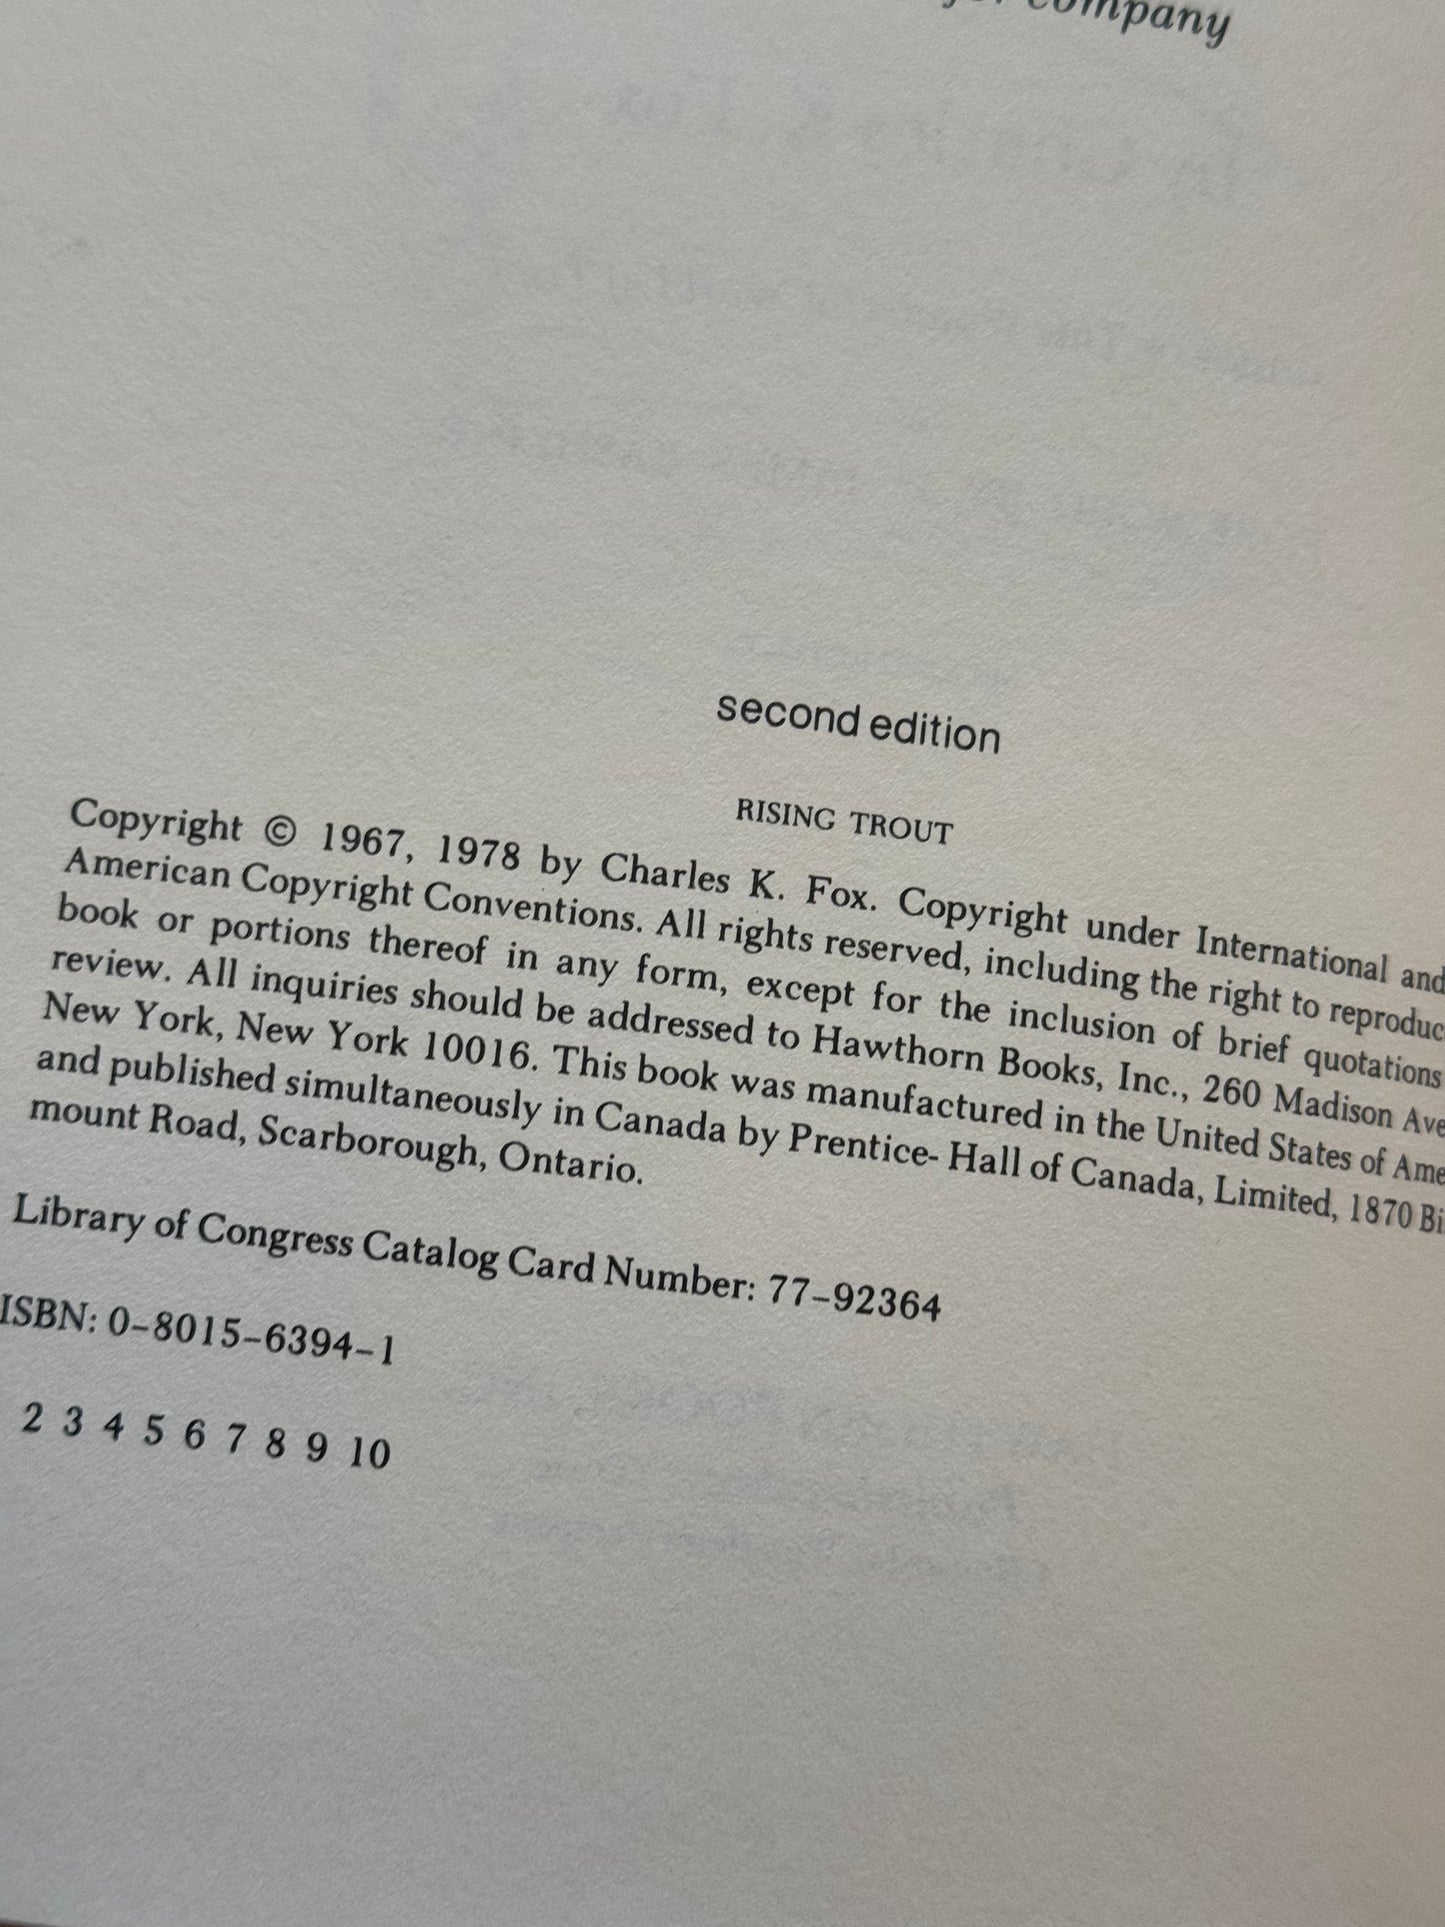 company
second edition
RISING TROUT
Copyright © 1967, 1978 by Charles K. Fox. Copyright under International and
American Copyright Conventions. All rights reserved, including the right to reproduc
book or portions thereof in any form, except for the inclusion of brief quotations
review. All inquiries should be addressed to Hawthorn Books, Inc., 260 Madison Ave
New York, New York 10016. This book was manufactured in the United States of Ame
and published simultaneously in Canada by Prentice- Hall of Canada, Limited, 1870 Bi
mount Road, Scarborough, Ontario.
Library of Congress Catalog Card Number: 77–92364
ISBN: 0–8015–6394–1
2 3 4 5 6 7 8 9 10